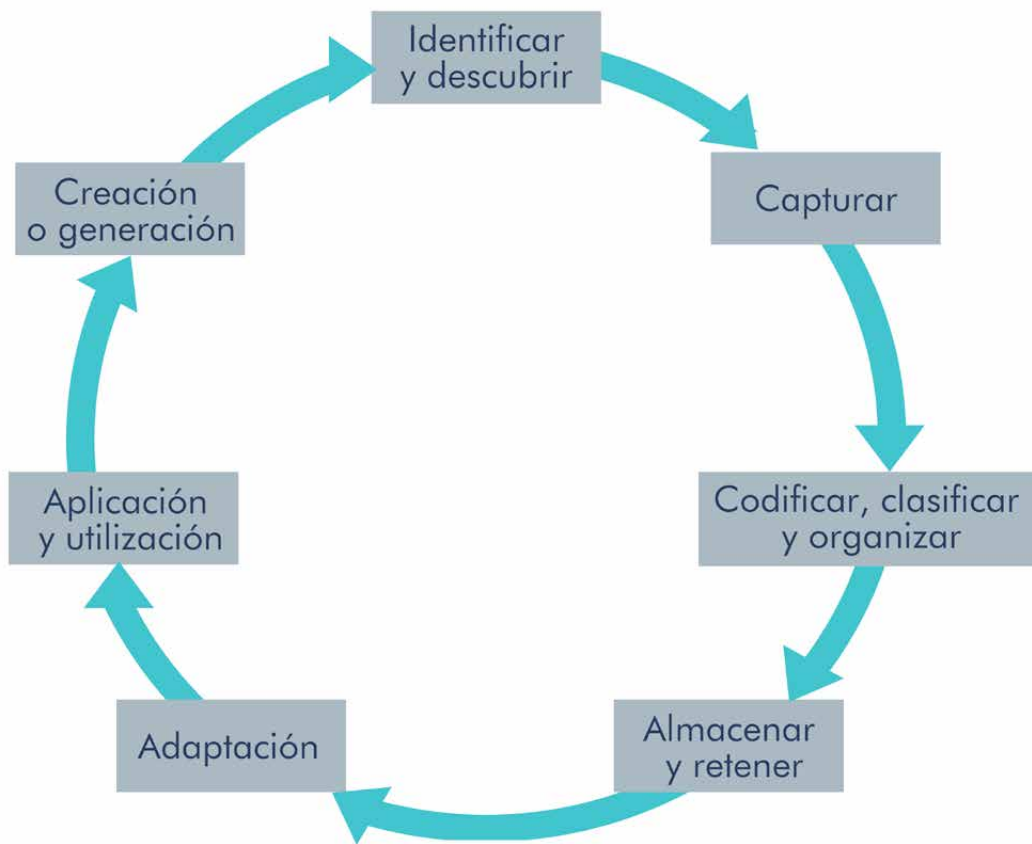 Identificar
y descubrir
Capturar
Codificar, clasificar
y organizar
Almacenar
y retener
Adaptación
Aplicación
y utilización
Creación
o generación